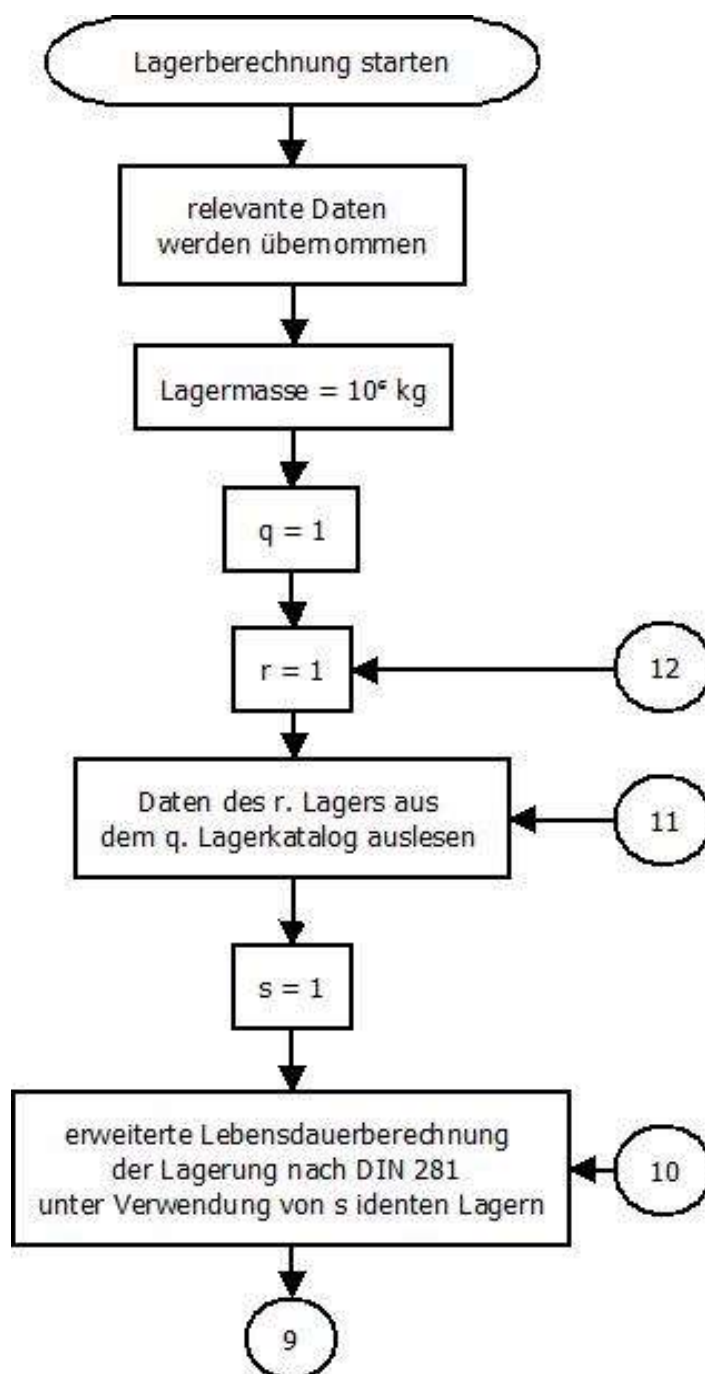 Lagerberechnung starten
relevante Daten
werden übernommen
Lagermasse = 10⁶ kg
q = 1
r = 1
12
Daten des r. Lagers aus
dem q. Lagerkatalog auslesen
11
s = 1
erweiterte Lebensdauerberechnung
der Lagerung nach DIN 281
unter Verwendung von s identen Lagern
10
9